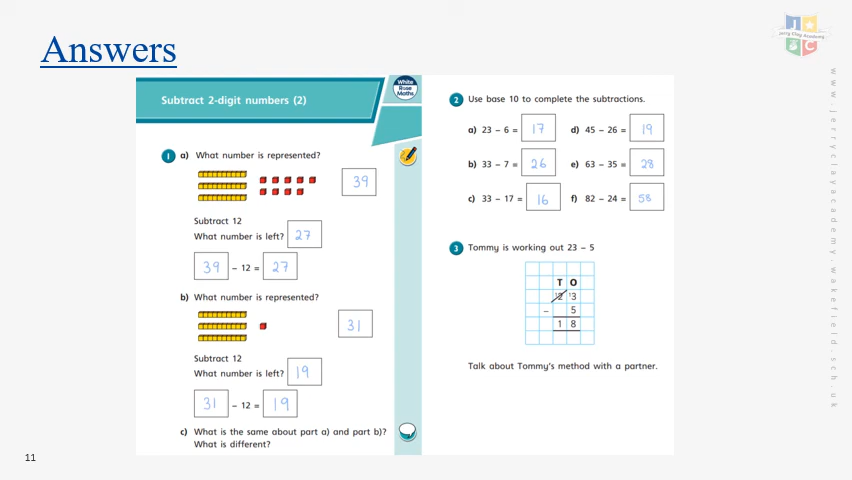 Answers
Jerry Clay Academy
J
C
www.jerryclayacademy.wakefield.sch.uk
Subtract 2-digit numbers (2)
White
Rose
Maths
1 a) What number is represented?
39
Subtract 12
What number is left? 27
39 – 12 = 27
b) What number is represented?
31
Subtract 12
What number is left? 19
31 – 12 = 19
c) What is the same about part a) and part b)?
What is different?
2 Use base 10 to complete the subtractions.
a) 23 – 6 = 17 d) 45 – 26 = 19
b) 33 – 7 = 26 e) 63 – 35 = 28
c) 33 – 17 = 16 f) 82 – 24 = 58
3 Tommy is working out 23 – 5
T O
1 2 1 3
– 5
1 8
Talk about Tommy's method with a partner.
11